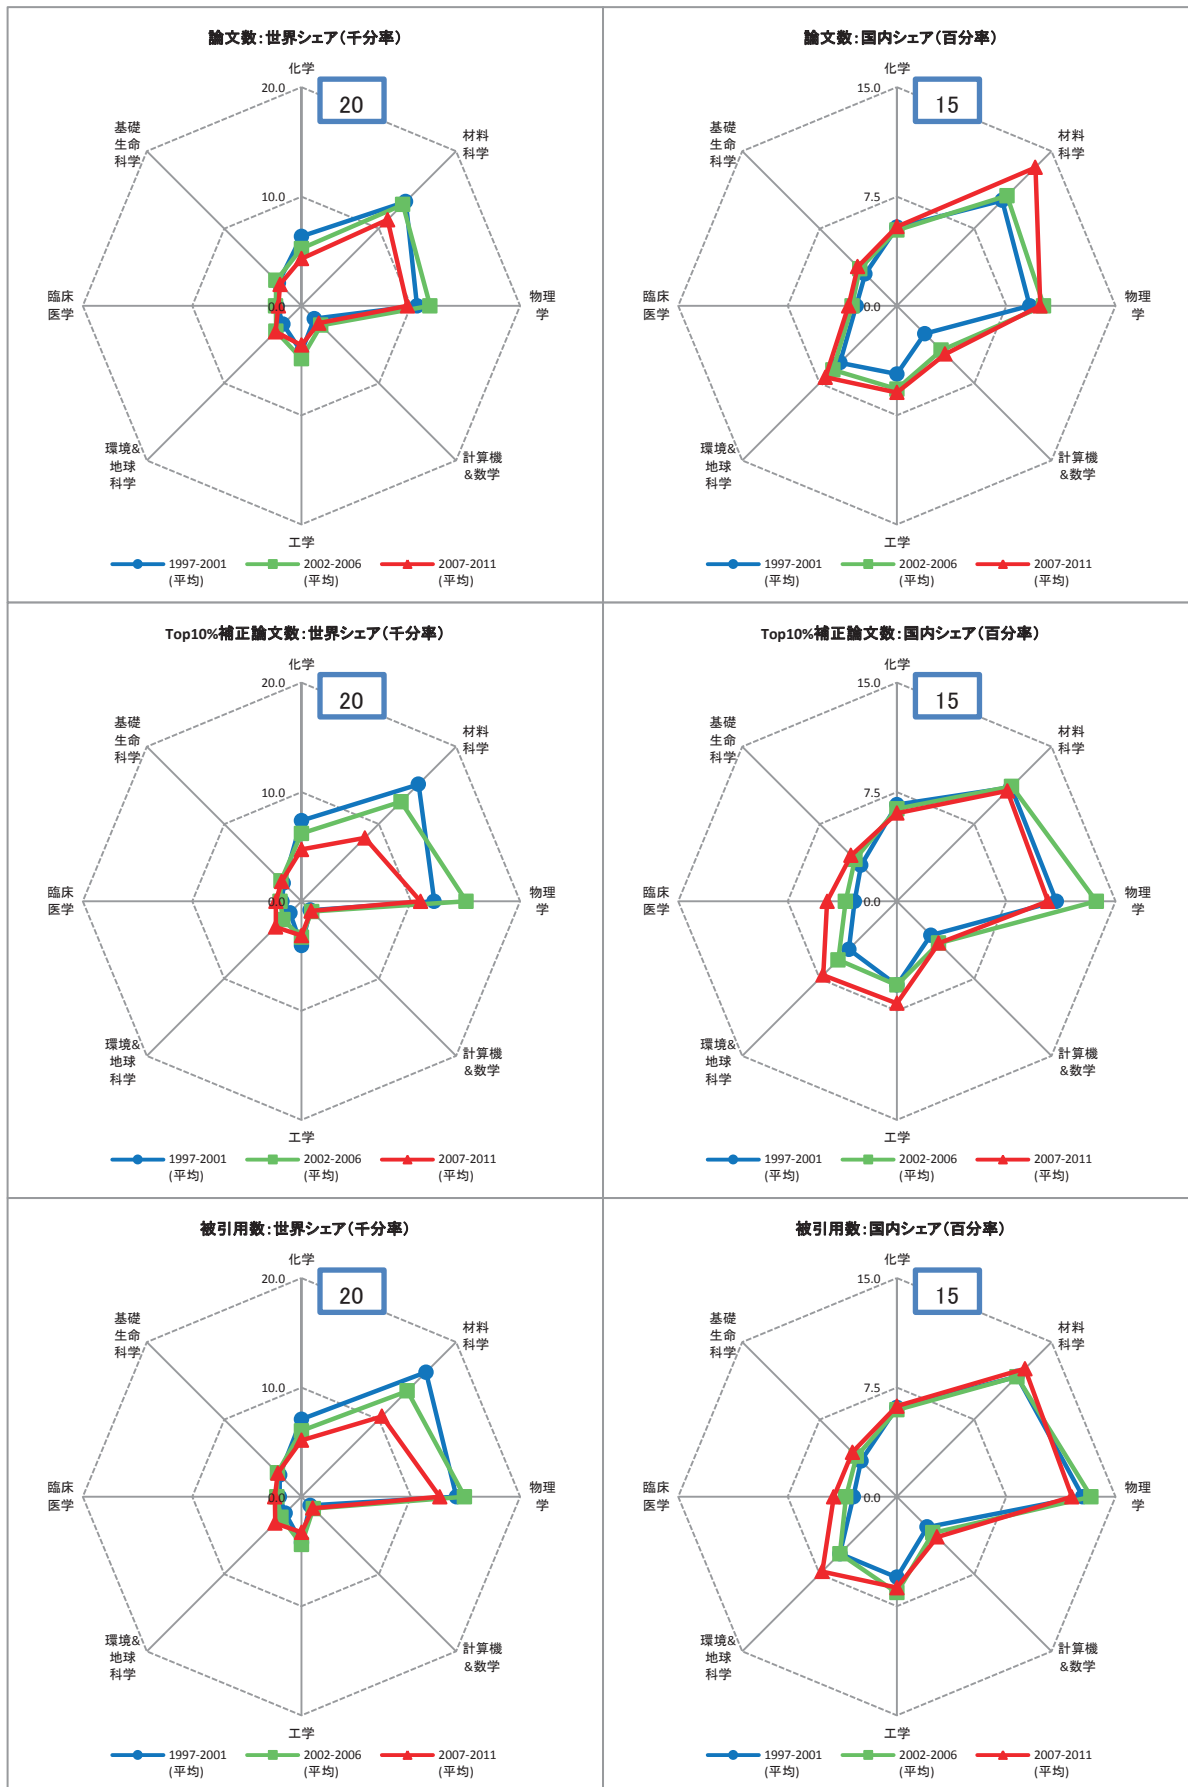 論文数：世界シェア（千分率）
化学
20.0
20
基礎
生命
科学
材料
科学
10.0
臨床
医学
0.0
物理
学
環境&
地球
科学
計算機
&数学
工学
1997-2001
(平均)
2002-2006
(平均)
2007-2011
(平均)
論文数：国内シェア（百分率）
化学
15.0
15
基礎
生命
科学
材料
科学
7.5
臨床
医学
0.0
物理
学
環境&
地球
科学
計算機
&数学
工学
1997-2001
(平均)
2002-2006
(平均)
2007-2011
(平均)
Top10%補正論文数：世界シェア（千分率）
化学
20.0
20
基礎
生命
科学
材料
科学
10.0
臨床
医学
0.0
物理
学
環境&
地球
科学
計算機
&数学
工学
1997-2001
(平均)
2002-2006
(平均)
2007-2011
(平均)
Top10%補正論文数：国内シェア（百分率）
化学
15.0
15
基礎
生命
科学
材料
科学
7.5
臨床
医学
0.0
物理
学
環境&
地球
科学
計算機
&数学
工学
1997-2001
(平均)
2002-2006
(平均)
2007-2011
(平均)
被引用数：世界シェア（千分率）
化学
20.0
20
基礎
生命
科学
材料
科学
10.0
臨床
医学
0.0
物理
学
環境&
地球
科学
計算機
&数学
工学
1997-2001
(平均)
2002-2006
(平均)
2007-2011
(平均)
被引用数：国内シェア（百分率）
化学
15.0
15
基礎
生命
科学
材料
科学
7.5
臨床
医学
0.0
物理
学
環境&
地球
科学
計算機
&数学
工学
1997-2001
(平均)
2002-2006
(平均)
2007-2011
(平均)